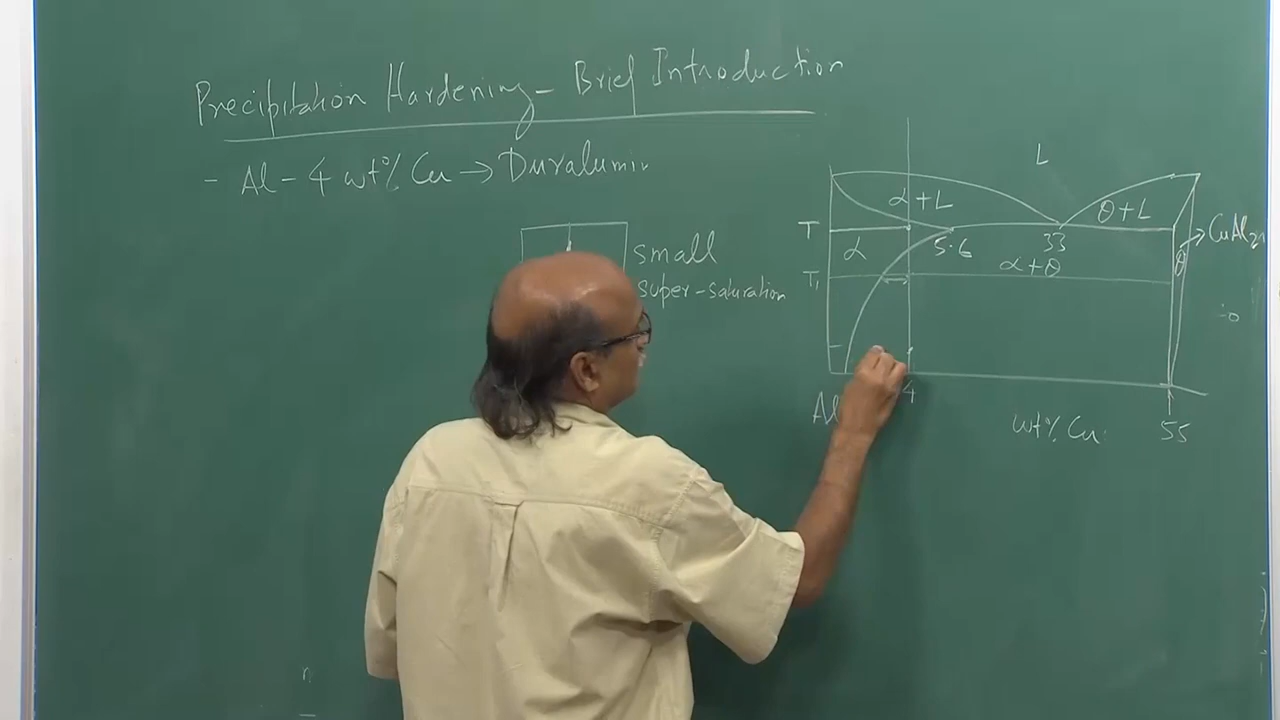 Precipitation Hardening - Brief Introduction
- Al - 4 wt% Cu → Duralumin
small
super-saturation
L
α + L
θ + L
T
α
5.6
33
α + θ
θ
→ CuAl2
T1
Al
4
wt% Cu
55